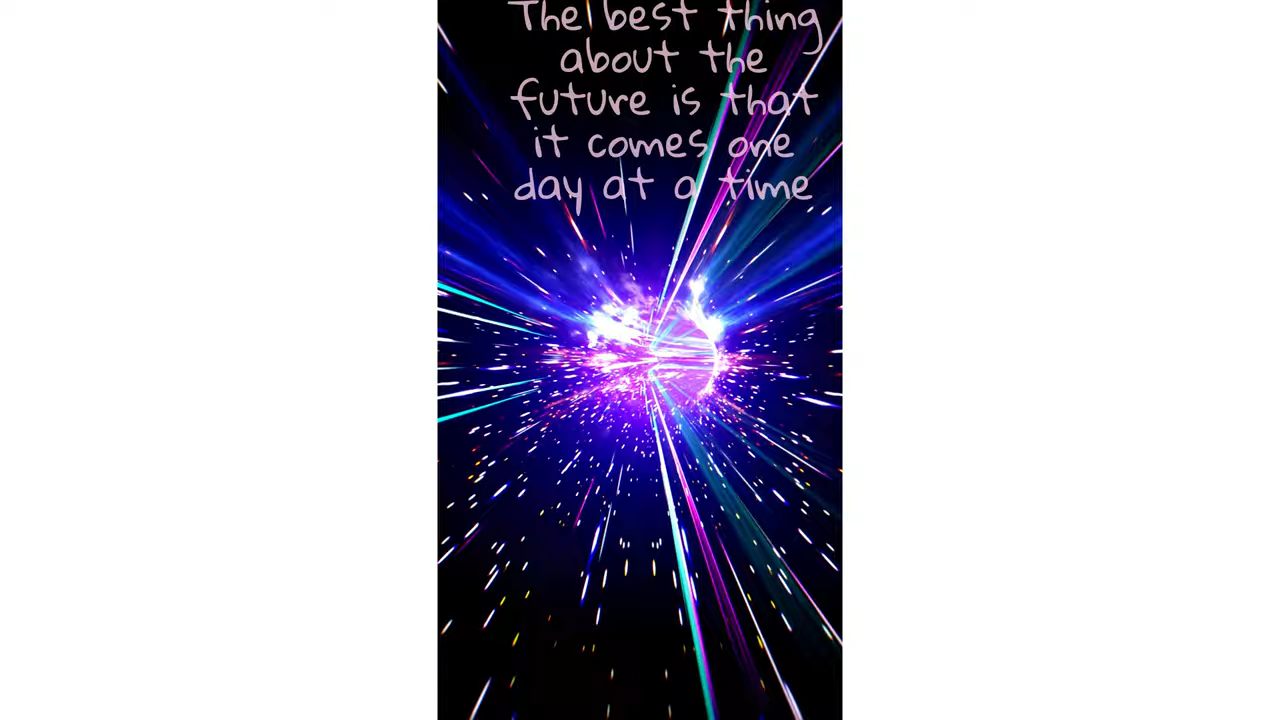 The best thing
about the
future is that
it comes one
day at a time